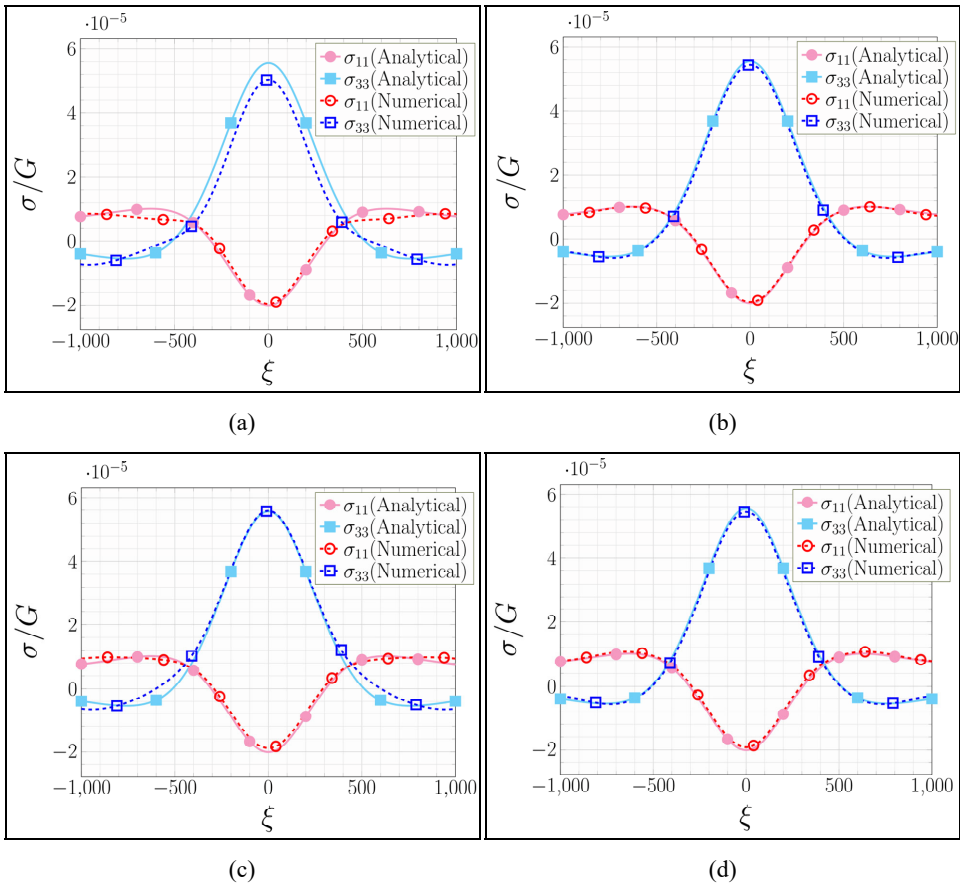 ·10⁻⁵
6
4
2
0
−2
σ/G
σ₁₁(Analytical)
σ₃₃(Analytical)
σ₁₁(Numerical)
σ₃₃(Numerical)
−1,000 −500 0 500 1,000
ξ
(a)
·10⁻⁵
6
4
2
0
−2
σ/G
σ₁₁(Analytical)
σ₃₃(Analytical)
σ₁₁(Numerical)
σ₃₃(Numerical)
−1,000 −500 0 500 1,000
ξ
(b)
·10⁻⁵
6
4
2
0
−2
σ/G
σ₁₁(Analytical)
σ₃₃(Analytical)
σ₁₁(Numerical)
σ₃₃(Numerical)
−1,000 −500 0 500 1,000
ξ
(c)
·10⁻⁵
6
4
2
0
−2
σ/G
σ₁₁(Analytical)
σ₃₃(Analytical)
σ₁₁(Numerical)
σ₃₃(Numerical)
−1,000 −500 0 500 1,000
ξ
(d)